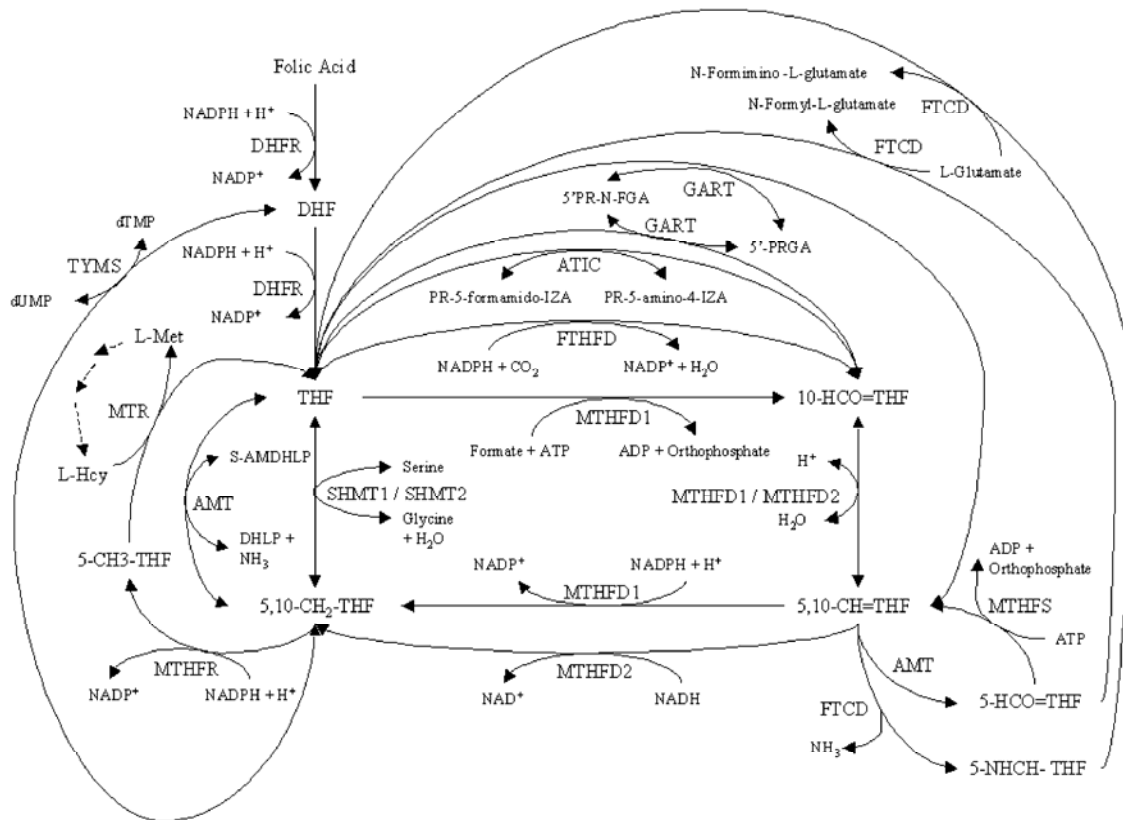 Folic Acid
N-Formimino-L-glutamate
N-Formyl-L-glutamate
FTCD
NADPH + H⁺
DHFR
FTCD
L-Glutamate
NADP⁺
GART
5'PR-N-FGA
DHF
dTMP
GART
5'-PRGA
NADPH + H⁺
TYMS
ATIC
DHFR
dUMP
PR-5-formamido-IZA
PR-5-amino-4-IZA
NADP⁺
L-Met
FTHFD
NADPH + CO₂
NADP⁺ + H₂O
THF
10-HCO=THF
MTR
MTHFD1
Formate + ATP
ADP + Orthophosphate
S-AMDHLP
H⁺
L-Hcy
Serine
SHMT1 / SHMT2
MTHFD1 / MTHFD2
AMT
Glycine
+ H₂O
H₂O
DHLP +
NH₃
5-CH3-THF
ADP +
Orthophosphate
NADP⁺
NADPH + H⁺
MTHFD1
5,10-CH₂-THF
5,10-CH=THF
MTHFS
ATP
MTHFR
MTHFD2
AMT
NADP⁺
NADPH + H⁺
NAD⁺
NADH
5-HCO=THF
FTCD
NH₃
5-NHCH- THF